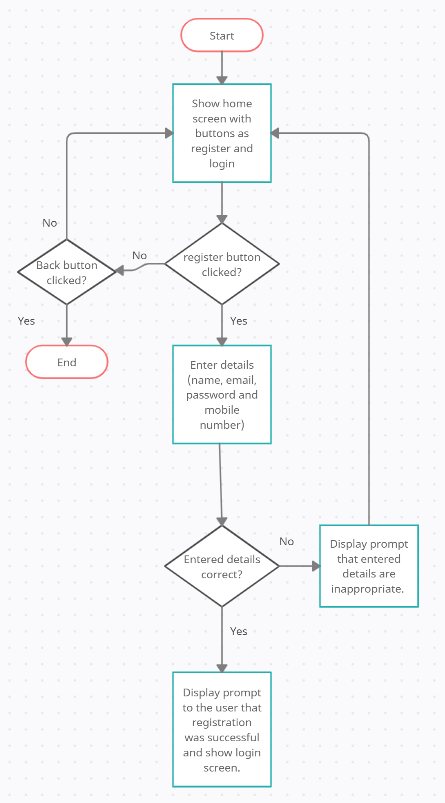 Start
Show home
screen with
buttons as
register and
login
No
Back button
clicked?
No
register button
clicked?
Yes
End
Yes
Enter details
(name, email,
password and
mobile
number)
Entered details
correct?
No
Display prompt
that entered
details are
inappropriate.
Yes
Display prompt
to the user that
registration
was successful
and show login
screen.